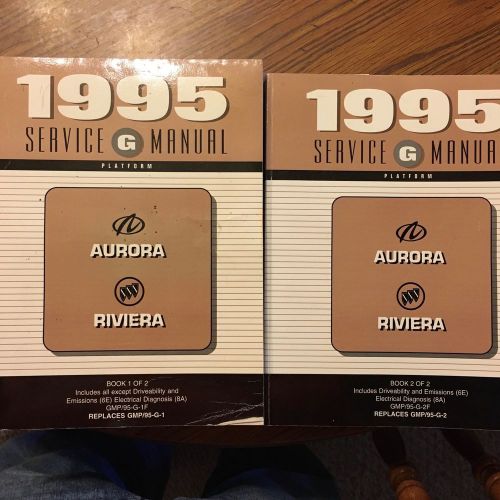 1995
SERVICE G MANUAL
PLATFORM
AURORA
RIVIERA
BOOK 1 OF 2
Includes all except Driveability and
Emissions (6E) Electrical Diagnosis (8A)
GMP/95-G-1F
REPLACES GMP/95-G-1
1995
SERVICE G MANUA
PLATFORM
AURORA
RIVIERA
BOOK 2 OF 2
Includes Driveability and Emissions (6E)
Electrical Diagnosis (8A)
GMP/95-G-2F
REPLACES GMP/95-G-2